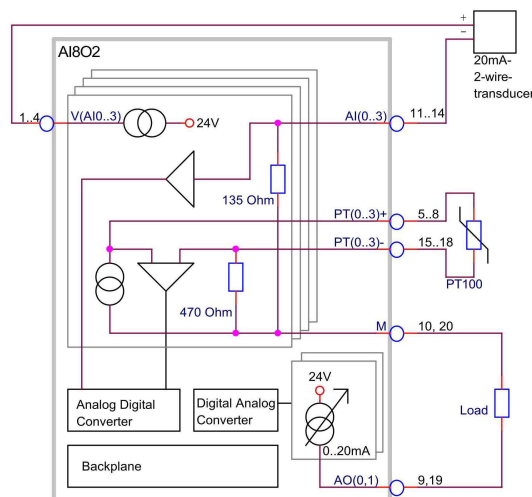 +
−
AI8O2
20mA-
2-wire-
transducer
1..4
V(AI0..3)
24V
AI(0..3)
11..14
135 Ohm
PT(0..3)+
5..8
PT(0..3)-
15..18
PT100
470 Ohm
M
10, 20
24V
Analog Digital
Converter
Digital Analog
Converter
Load
0..20mA
Backplane
AO(0,1)
9,19